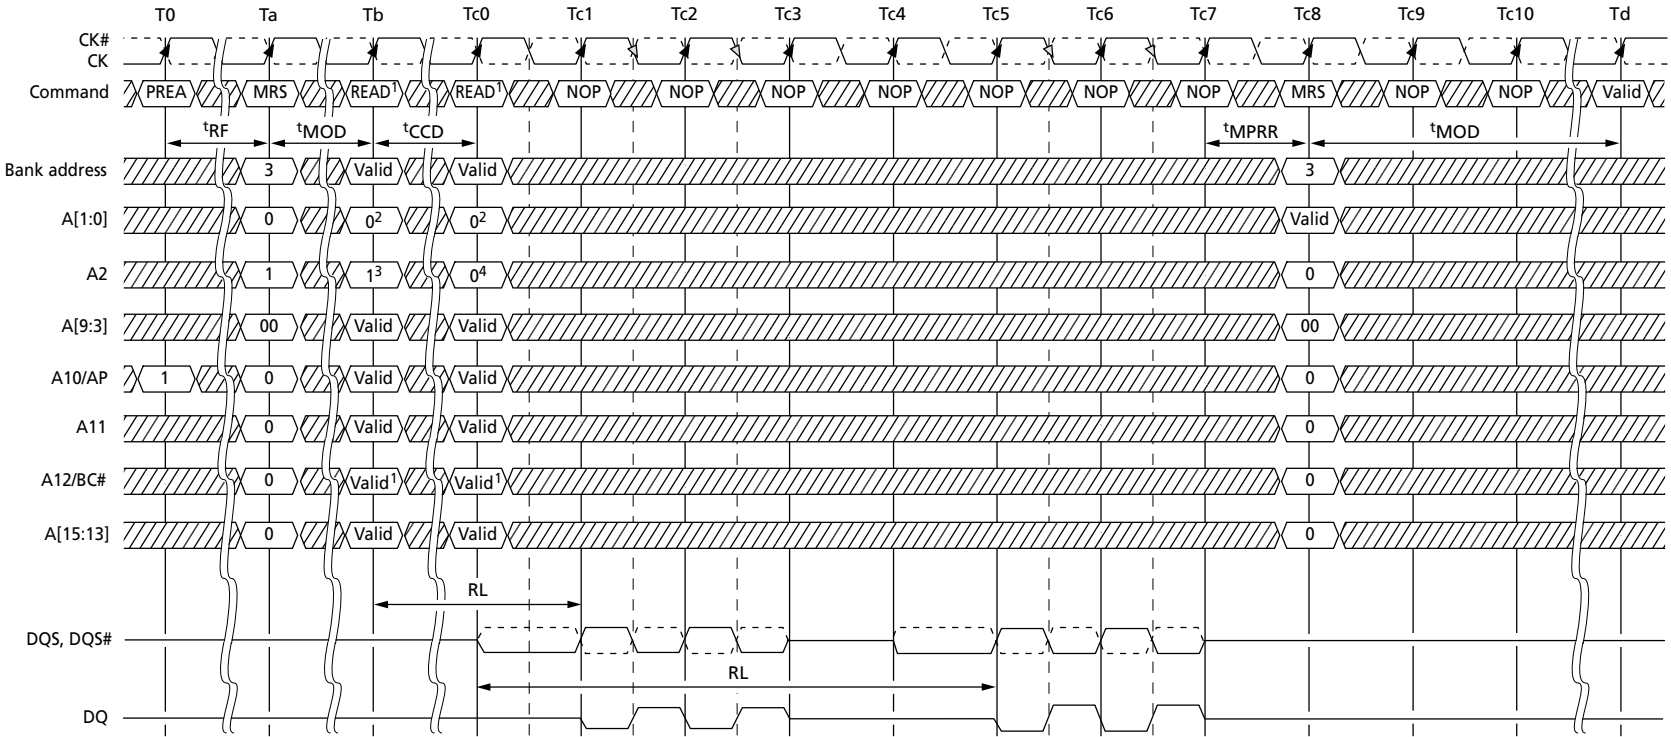 T0 Ta Tb Tc0 Tc1 Tc2 Tc3 Tc4 Tc5 Tc6 Tc7 Tc8 Tc9 Tc10 Td
CK#
CK
Command PREA MRS READ¹ READ¹ NOP NOP NOP NOP NOP NOP NOP MRS NOP NOP Valid
tRF tMOD tCCD tMPRR tMOD
Bank address 3 Valid Valid 3
A[1:0] 0 0² 0² Valid
A2 1 1³ 0⁴ 0
A[9:3] 00 Valid Valid 00
A10/AP 1 0 Valid Valid 0
A11 0 Valid Valid 0
A12/BC# 0 Valid¹ Valid¹ 0
A[15:13] 0 Valid Valid 0
RL
DQS, DQS#
RL
DQ